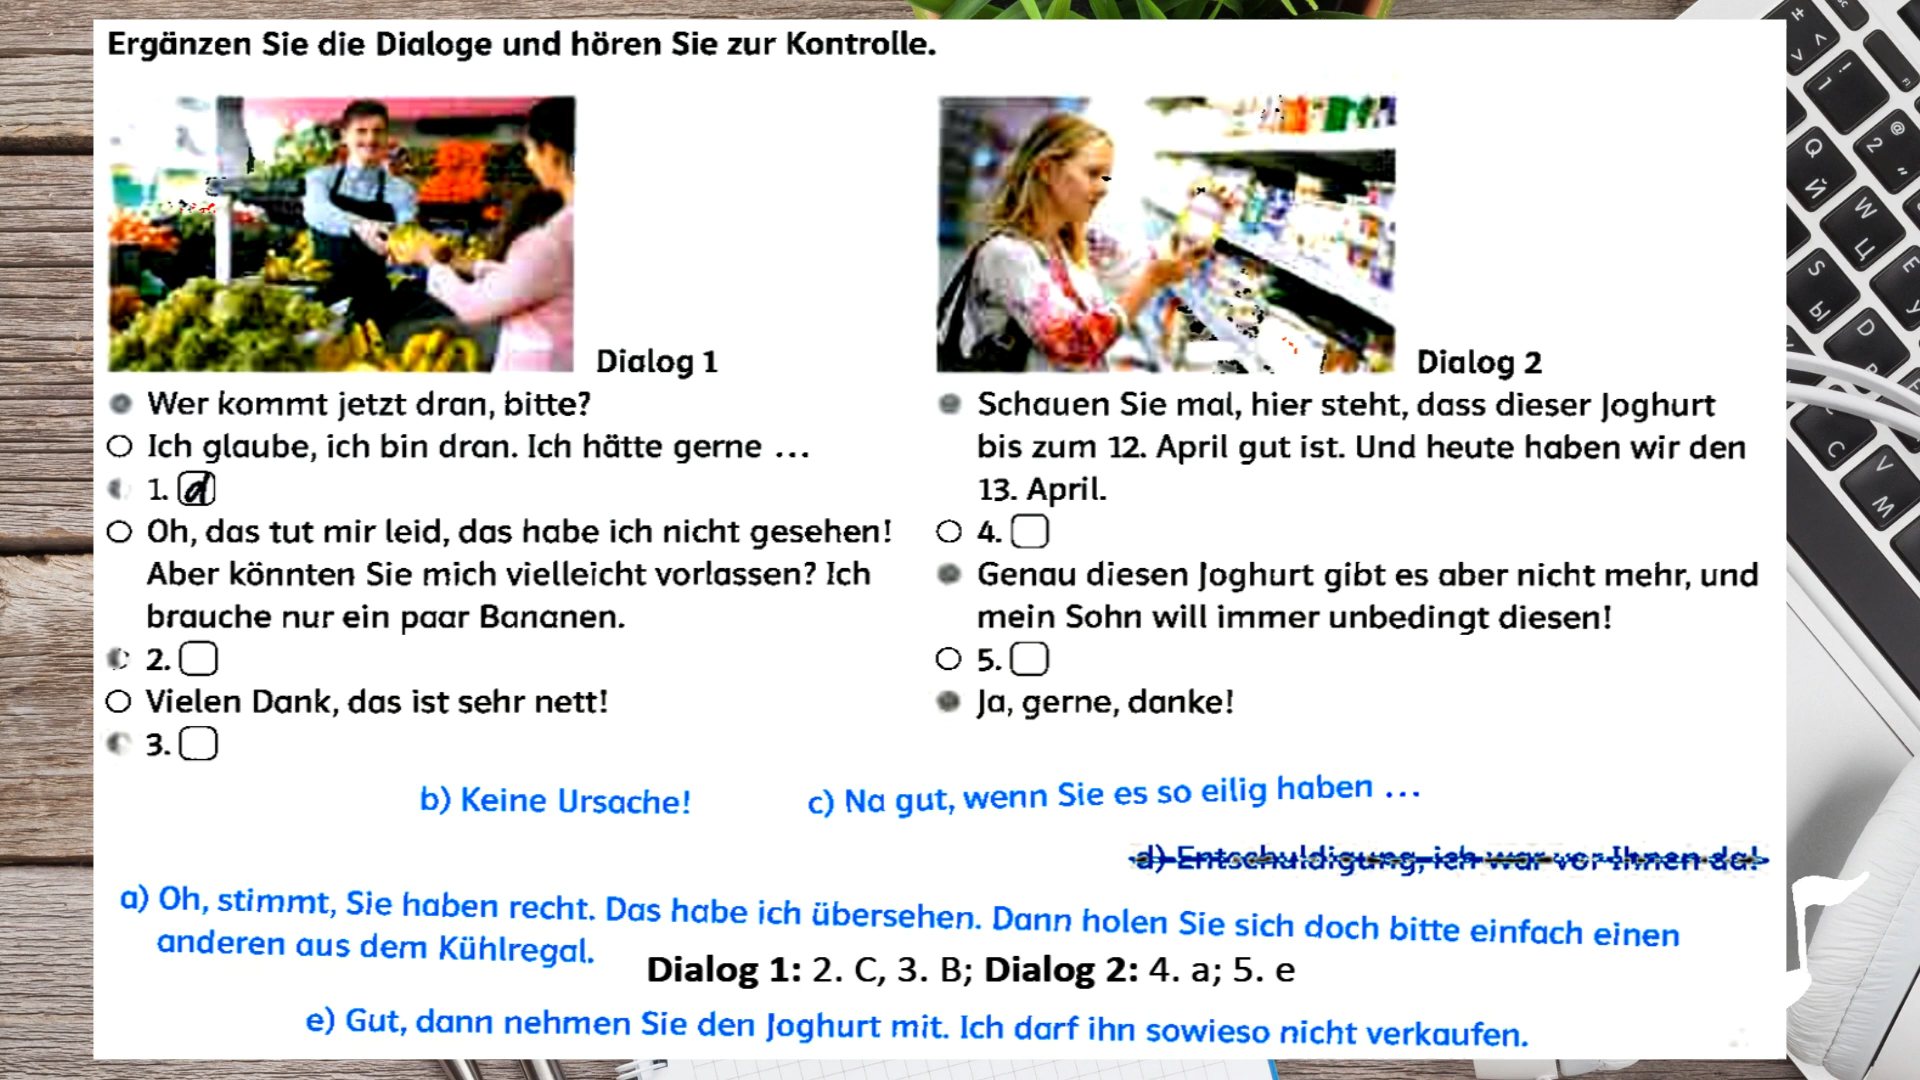 Ergänzen Sie die Dialoge und hören Sie zur Kontrolle.
Dialog 1
Wer kommt jetzt dran, bitte?
Ich glaube, ich bin dran. Ich hätte gerne ...
1. d
Oh, das tut mir leid, das habe ich nicht gesehen!
Aber könnten Sie mich vielleicht vorlassen? Ich
brauche nur ein paar Bananen.
2.
Vielen Dank, das ist sehr nett!
3.
Dialog 2
Schauen Sie mal, hier steht, dass dieser Joghurt
bis zum 12. April gut ist. Und heute haben wir den
13. April.
4.
Genau diesen Joghurt gibt es aber nicht mehr, und
mein Sohn will immer unbedingt diesen!
5.
Ja, gerne, danke!
b) Keine Ursache!
c) Na gut, wenn Sie es so eilig haben ...
d) Entschuldigung, ich war vor Ihnen da!
a) Oh, stimmt, Sie haben recht. Das habe ich übersehen. Dann holen Sie sich doch bitte einfach einen
anderen aus dem Kühlregal.
Dialog 1: 2. C, 3. B; Dialog 2: 4. a; 5. e
e) Gut, dann nehmen Sie den Joghurt mit. Ich darf ihn sowieso nicht verkaufen.